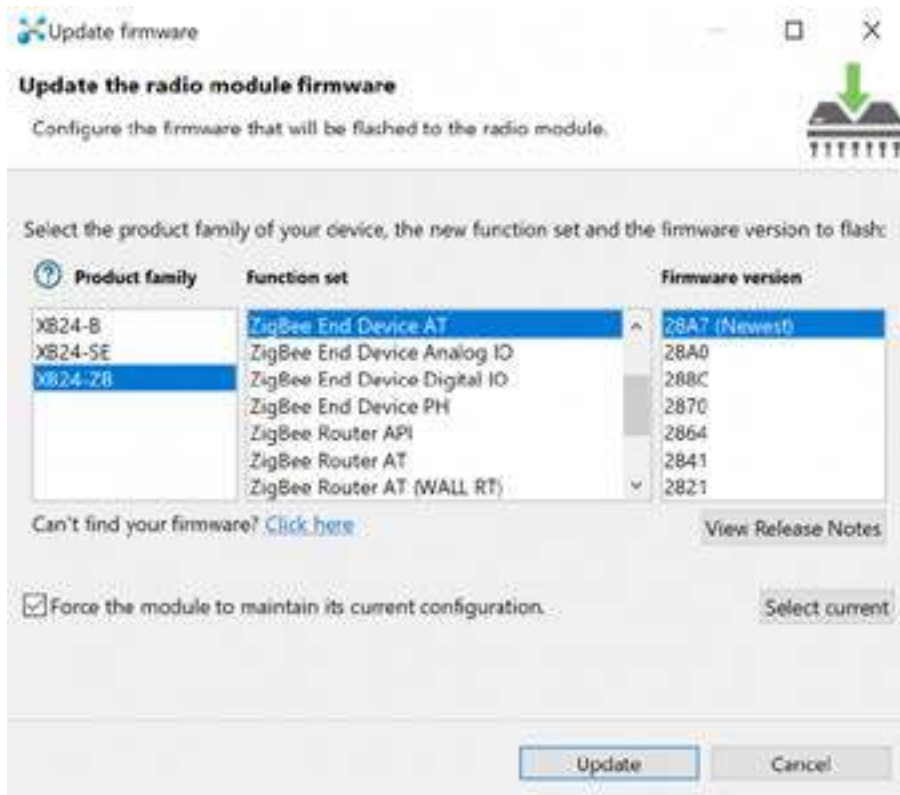 Update firmware
Update the radio module firmware
Configure the firmware that will be flashed to the radio module.
Select the product family of your device, the new function set and the firmware version to flash:
Product family
XB24-B
XB24-SE
XB24-ZB
Function set
ZigBee End Device AT
ZigBee End Device Analog IO
ZigBee End Device Digital IO
ZigBee End Device PH
ZigBee Router API
ZigBee Router AT
ZigBee Router AT (WALL RT)
Firmware version
28A7 (Newest)
28A0
288C
2870
2864
2841
2821
Can't find your firmware? Click here
View Release Notes
Force the module to maintain its current configuration.
Select current
Update
Cancel